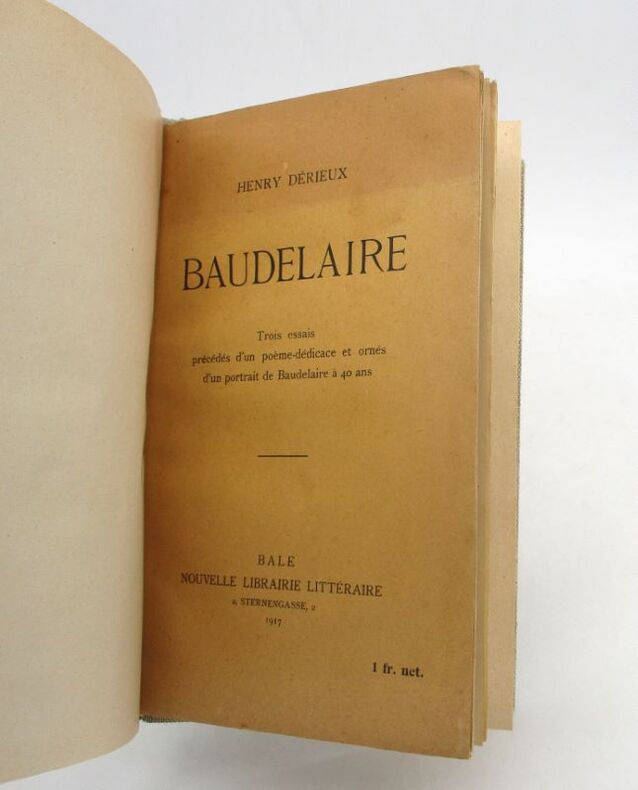 HENRY DÉRIEUX
BAUDELAIRE
Trois essais
précédés d'un poème-dédicace et ornés
d'un portrait de Baudelaire à 40 ans
BALE
NOUVELLE LIBRAIRIE LITTÉRAIRE
2, STERNENGASSE, 2
1917
1 fr. net.